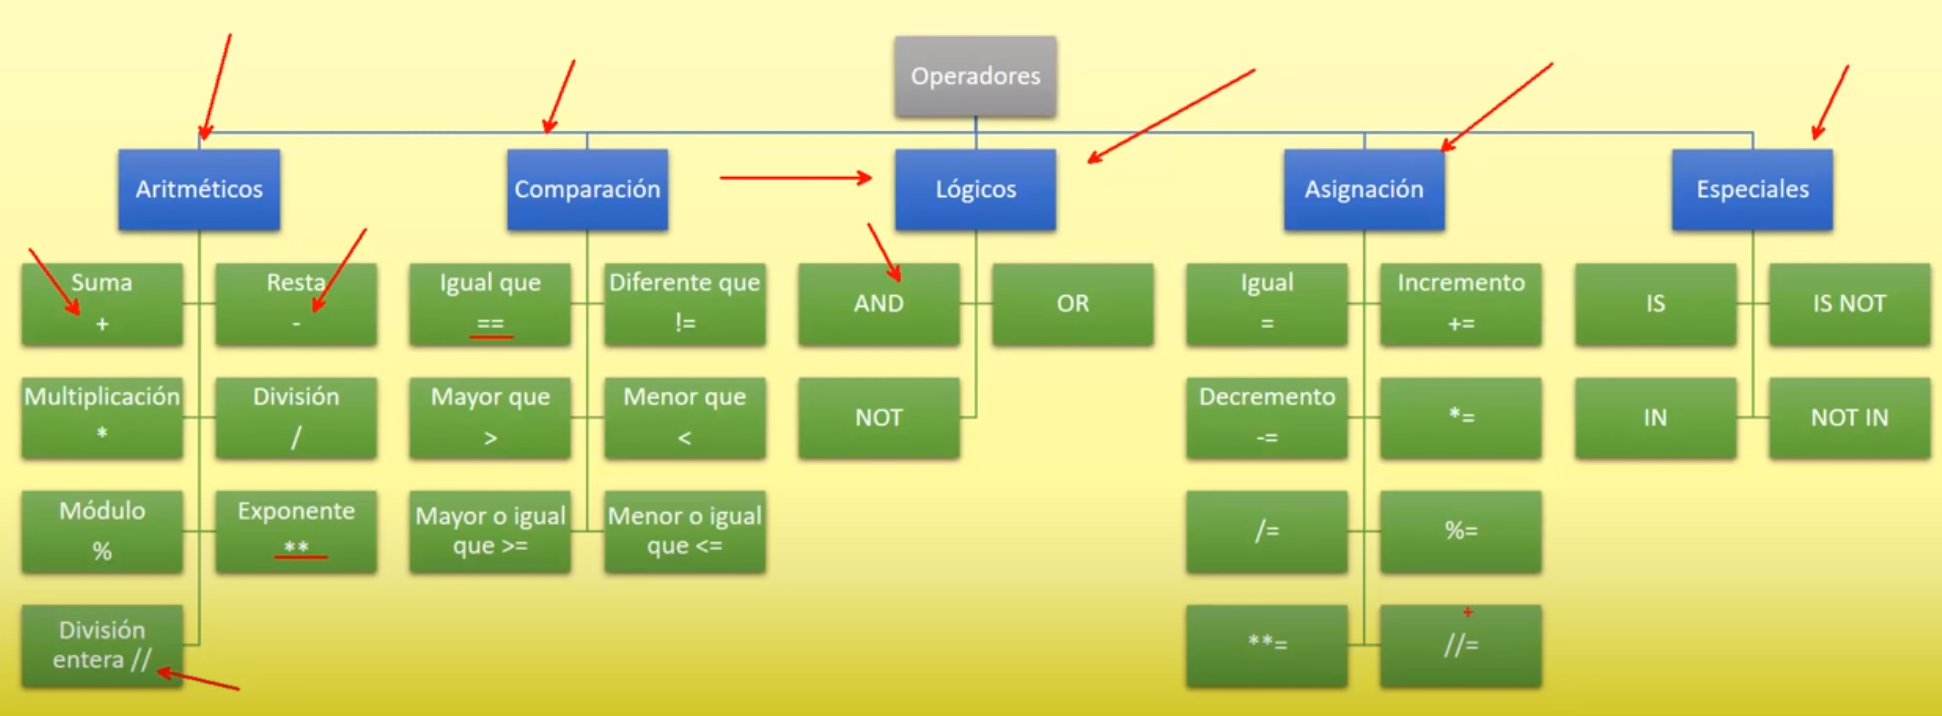 Operadores
Aritméticos
Comparación
Lógicos
Asignación
Especiales
Suma
+
Resta
-
Multiplicación
*
División
/
Módulo
%
Exponente
**
División
entera //
Igual que
==
Diferente que
!=
Mayor que
>
Menor que
<
Mayor o igual
que >=
Menor o igual
que <=
AND
OR
NOT
Igual
=
Incremento
+=
Decremento
-=
*=
/=
%=
**=
//=
IS
IS NOT
IN
NOT IN